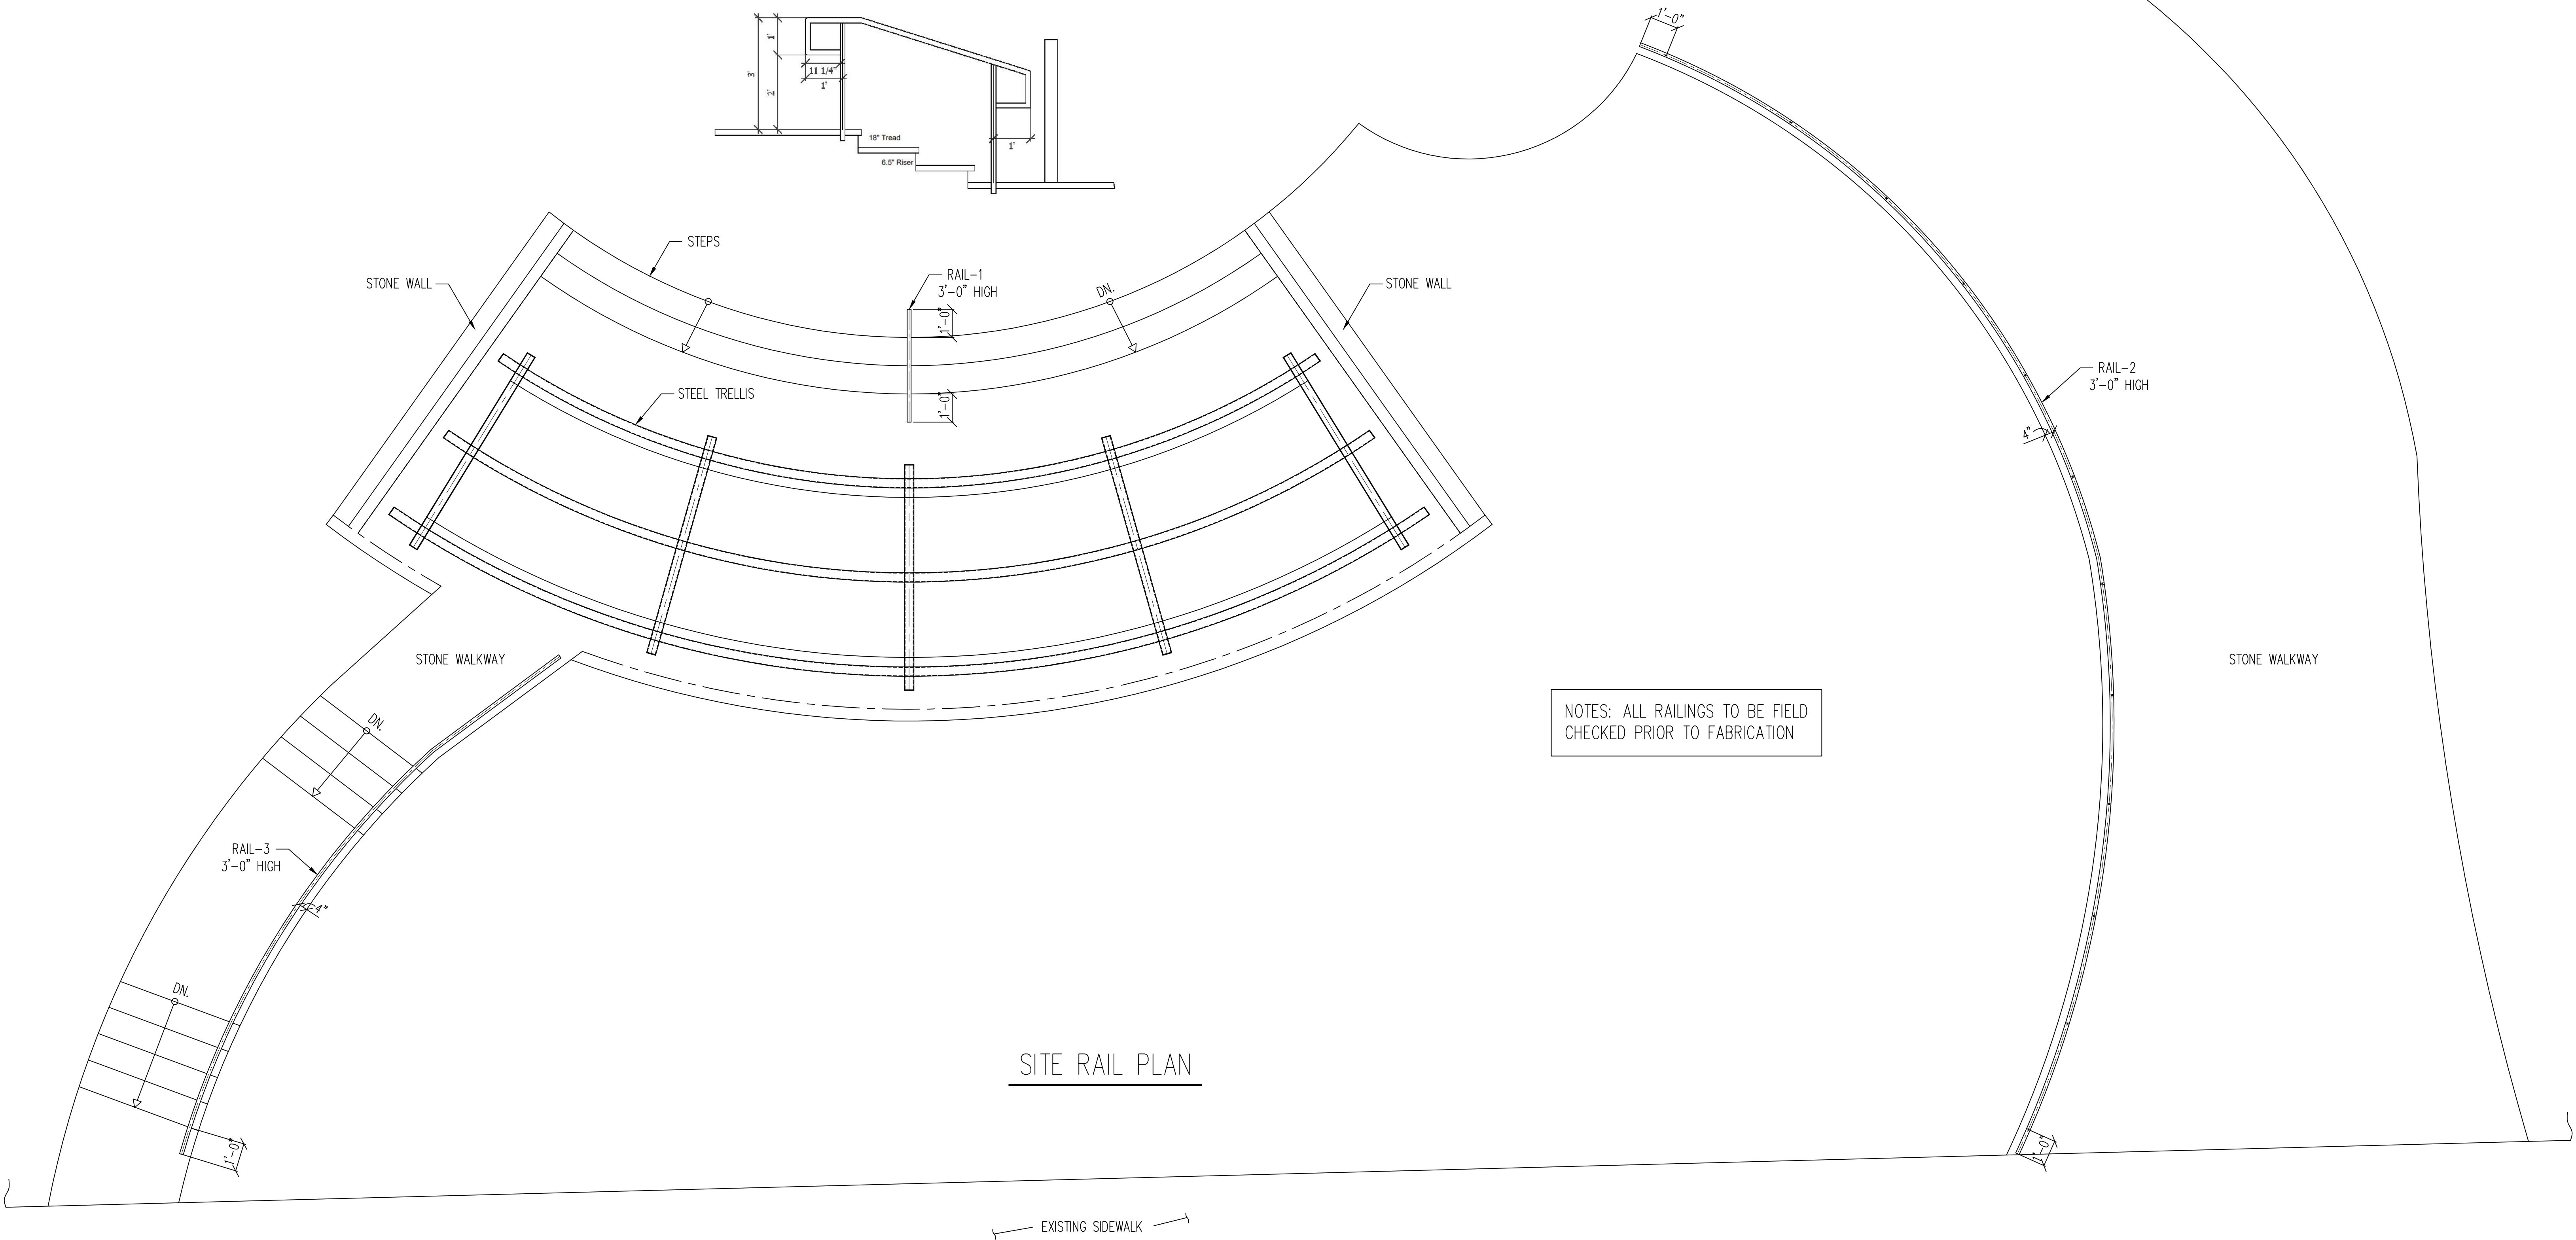 1'-0"
1'
3'
11 1/4"
1'
2'
18" Tread
6.5" Riser
1'
STEPS
STONE WALL
RAIL-1
3'-0" HIGH
DN.
STONE WALL
1'-0"
RAIL-2
3'-0" HIGH
STEEL TRELLIS
1'-0"
4"
STONE WALKWAY
STONE WALKWAY
DN.
NOTES: ALL RAILINGS TO BE FIELD
CHECKED PRIOR TO FABRICATION
RAIL-3
3'-0" HIGH
4"
DN.
SITE RAIL PLAN
1'-0"
1'-0"
EXISTING SIDEWALK